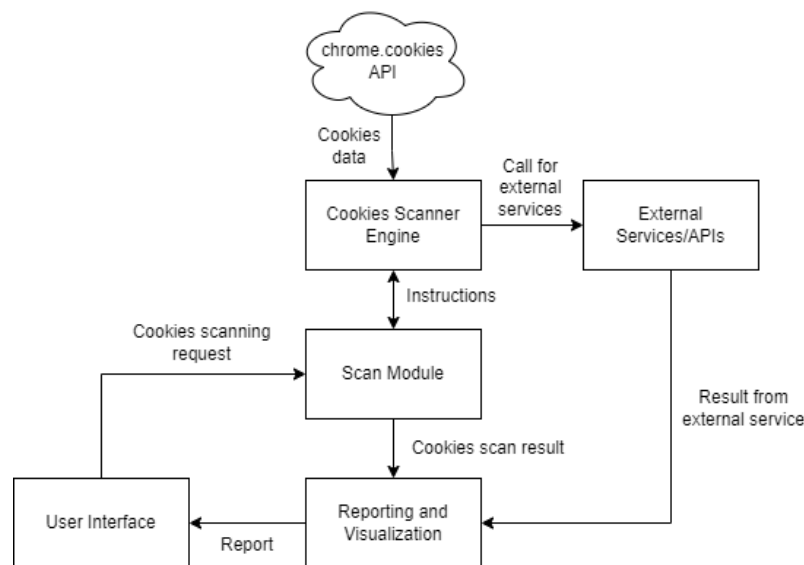 chrome.cookies
API
Cookies
data
Call for
external
services
Cookies Scanner
Engine
External
Services/APIs
Instructions
Cookies scanning
request
Scan Module
Result from
external service
Cookies scan result
User Interface
Report
Reporting and
Visualization